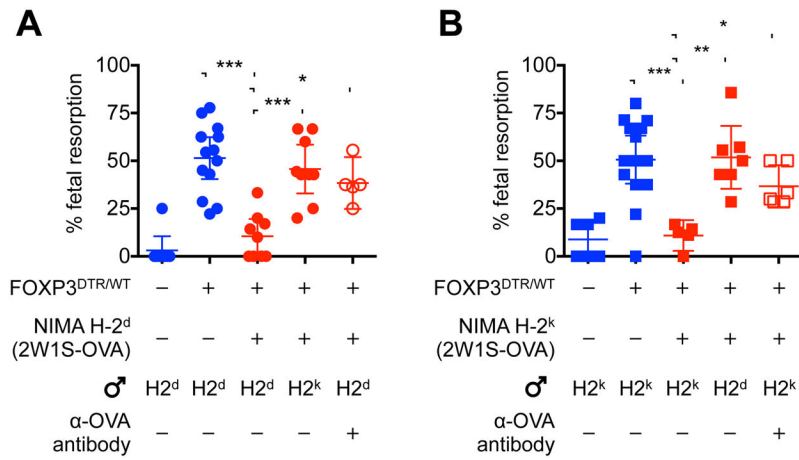 A
B
*
***
*
***
**
***
100
75
50
25
0
% fetal resorption
100
75
50
25
0
% fetal resorption
FOXP3DTR/WT − + + + +
FOXP3DTR/WT − + + + +
NIMA H-2d
(2W1S-OVA) − − + + +
NIMA H-2k
(2W1S-OVA) − − + + +
♂ H2d H2d H2d H2k H2d
♂ H2k H2k H2k H2d H2k
α-OVA
antibody − − − − +
α-OVA
antibody − − − − +